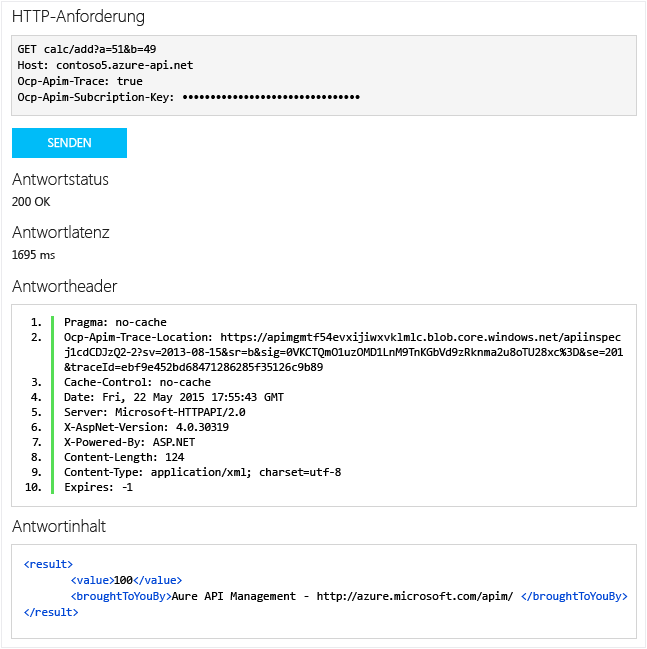 HTTP-Anforderung
GET calc/add?a=51&b=49
Host: contoso5.azure-api.net
Ocp-Apim-Trace: true
Ocp-Apim-Subcription-Key: ••••••••••••••••••••••••••••••••
SENDEN
Antwortstatus
200 OK
Antwortlatenz
1695 ms
Antwortheader
1. Pragma: no-cache
2. Ocp-Apim-Trace-Location: https://apimgmtf54evxijiwxvklmlc.blob.core.windows.net/apiinspec
j1cdCDJzQ2-2?sv=2013-08-15&sr=b&sig=0VKCTQmO1uzOMD1LnM9TnKGbVd9zRknma2u8oTU28xc%3D&se=201
&traceId=ebf9e452bd68471286285f35126c9b89
3. Cache-Control: no-cache
4. Date: Fri, 22 May 2015 17:55:43 GMT
5. Server: Microsoft-HTTPAPI/2.0
6. X-AspNet-Version: 4.0.30319
7. X-Powered-By: ASP.NET
8. Content-Length: 124
9. Content-Type: application/xml; charset=utf-8
10. Expires: -1
Antwortinhalt
<result>
<value>100</value>
<broughtToYouBy>Aure API Management - http://azure.microsoft.com/apim/ </broughtToYouBy>
</result>